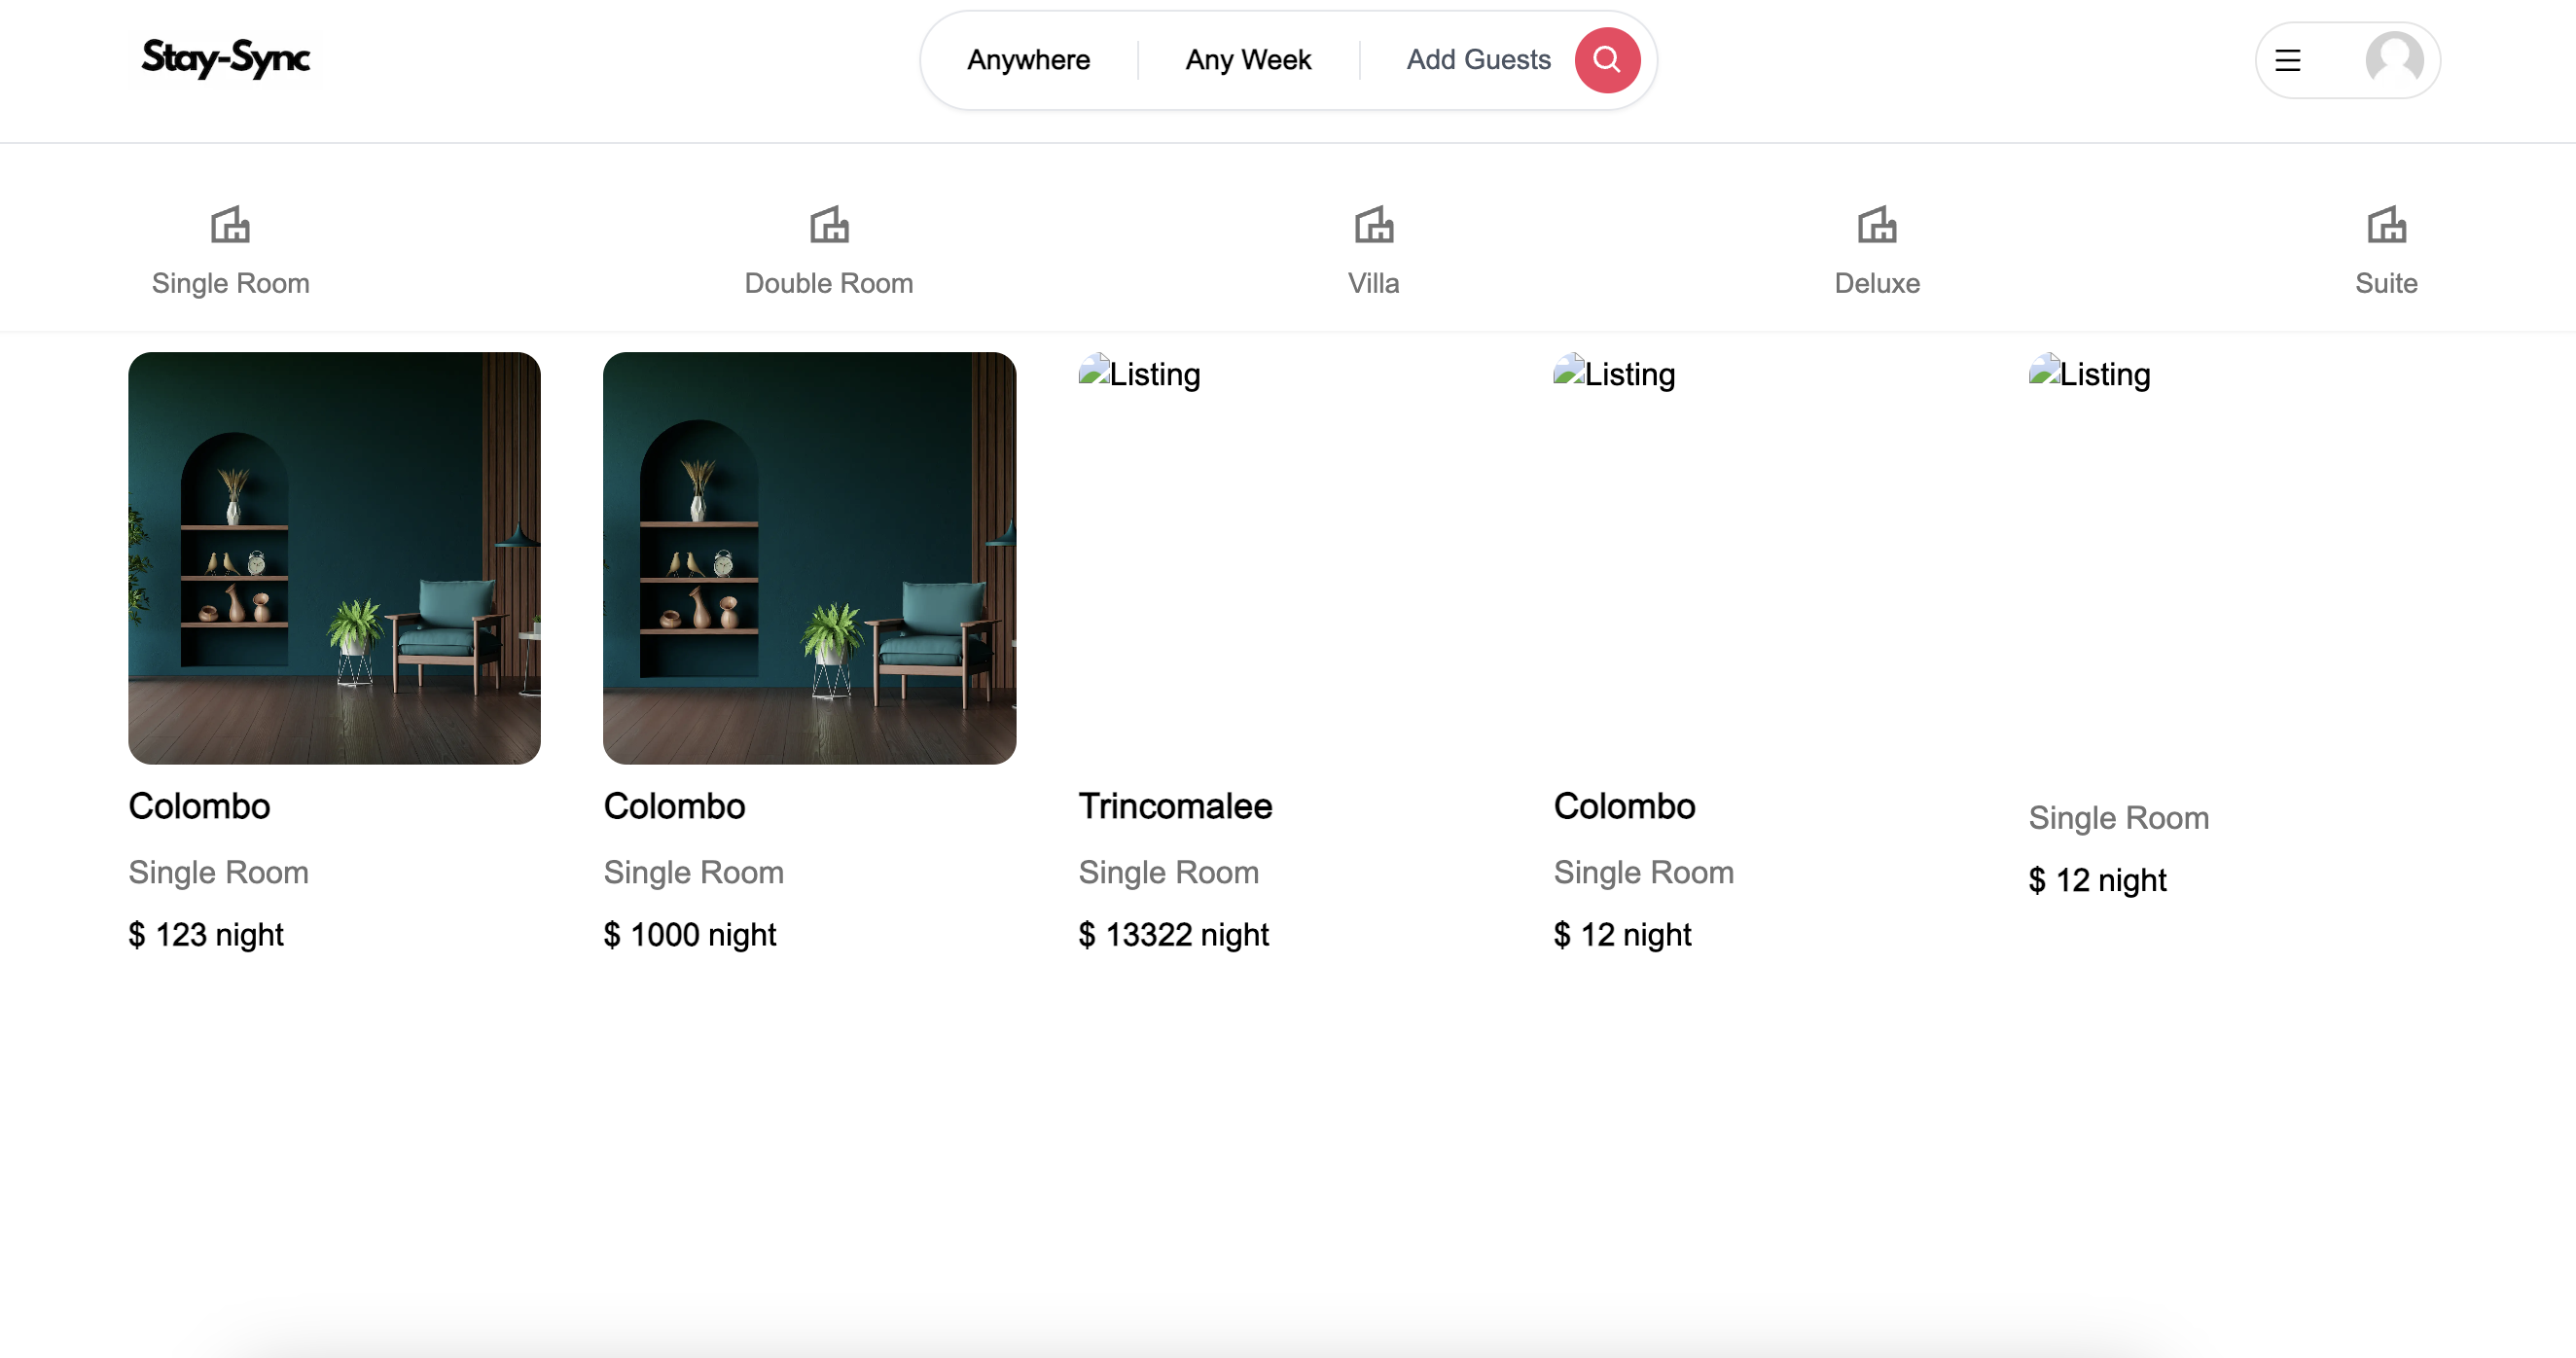 Stay-Sync
Anywhere
Any Week
Add Guests
Single Room
Double Room
Villa
Deluxe
Suite
Listing
Listing
Listing
Colombo
Single Room
$ 123 night
Colombo
Single Room
$ 1000 night
Trincomalee
Single Room
$ 13322 night
Colombo
Single Room
$ 12 night
Single Room
$ 12 night